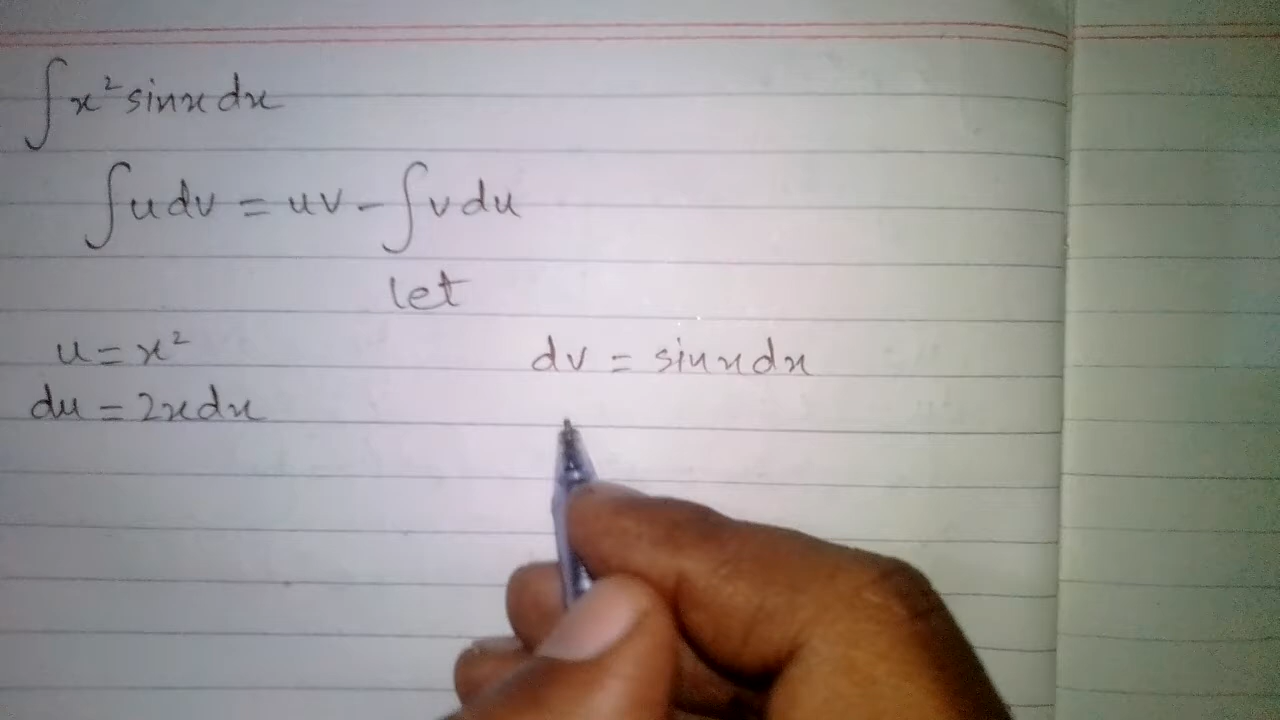 ∫x² sinx dx
∫u dv = uv - ∫v du
let
u = x²
dv = sinx dx
du = 2x dx